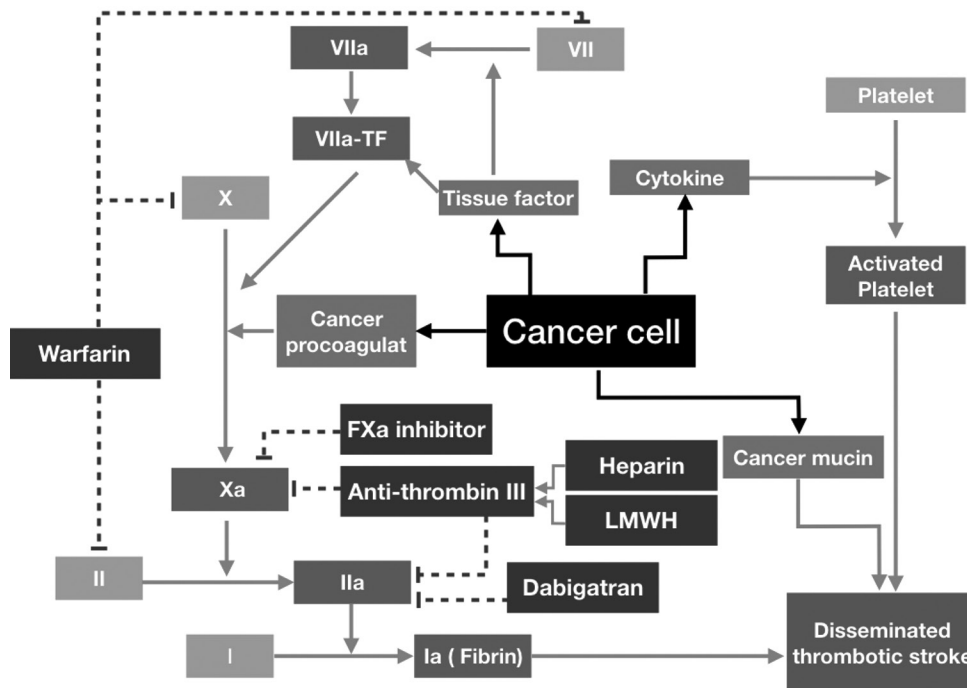 VIIa
VII
Platelet
VIIa-TF
Cytokine
X
Tissue factor
Activated
Platelet
Cancer
procoagulat
Cancer cell
Warfarin
FXa inhibitor
Cancer mucin
Heparin
Xa
Anti-thrombin III
LMWH
II
IIa
Dabigatran
I
Ia ( Fibrin)
Disseminated
thrombotic stroke